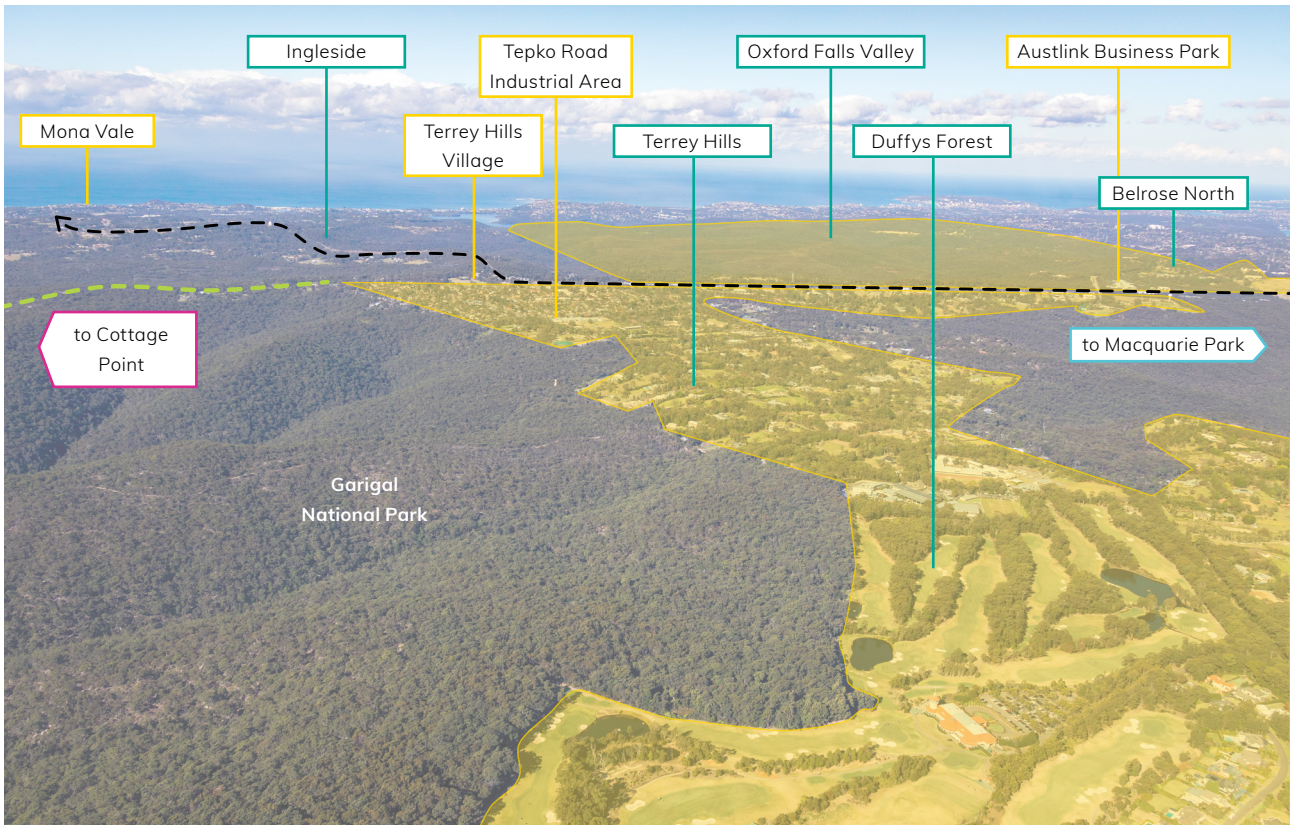 Ingleside
Tepko Road
Industrial Area
Oxford Falls Valley
Austlink Business Park
Mona Vale
Terrey Hills
Village
Terrey Hills
Duffys Forest
Belrose North
to Cottage
Point
to Macquarie Park
Garigal
National Park